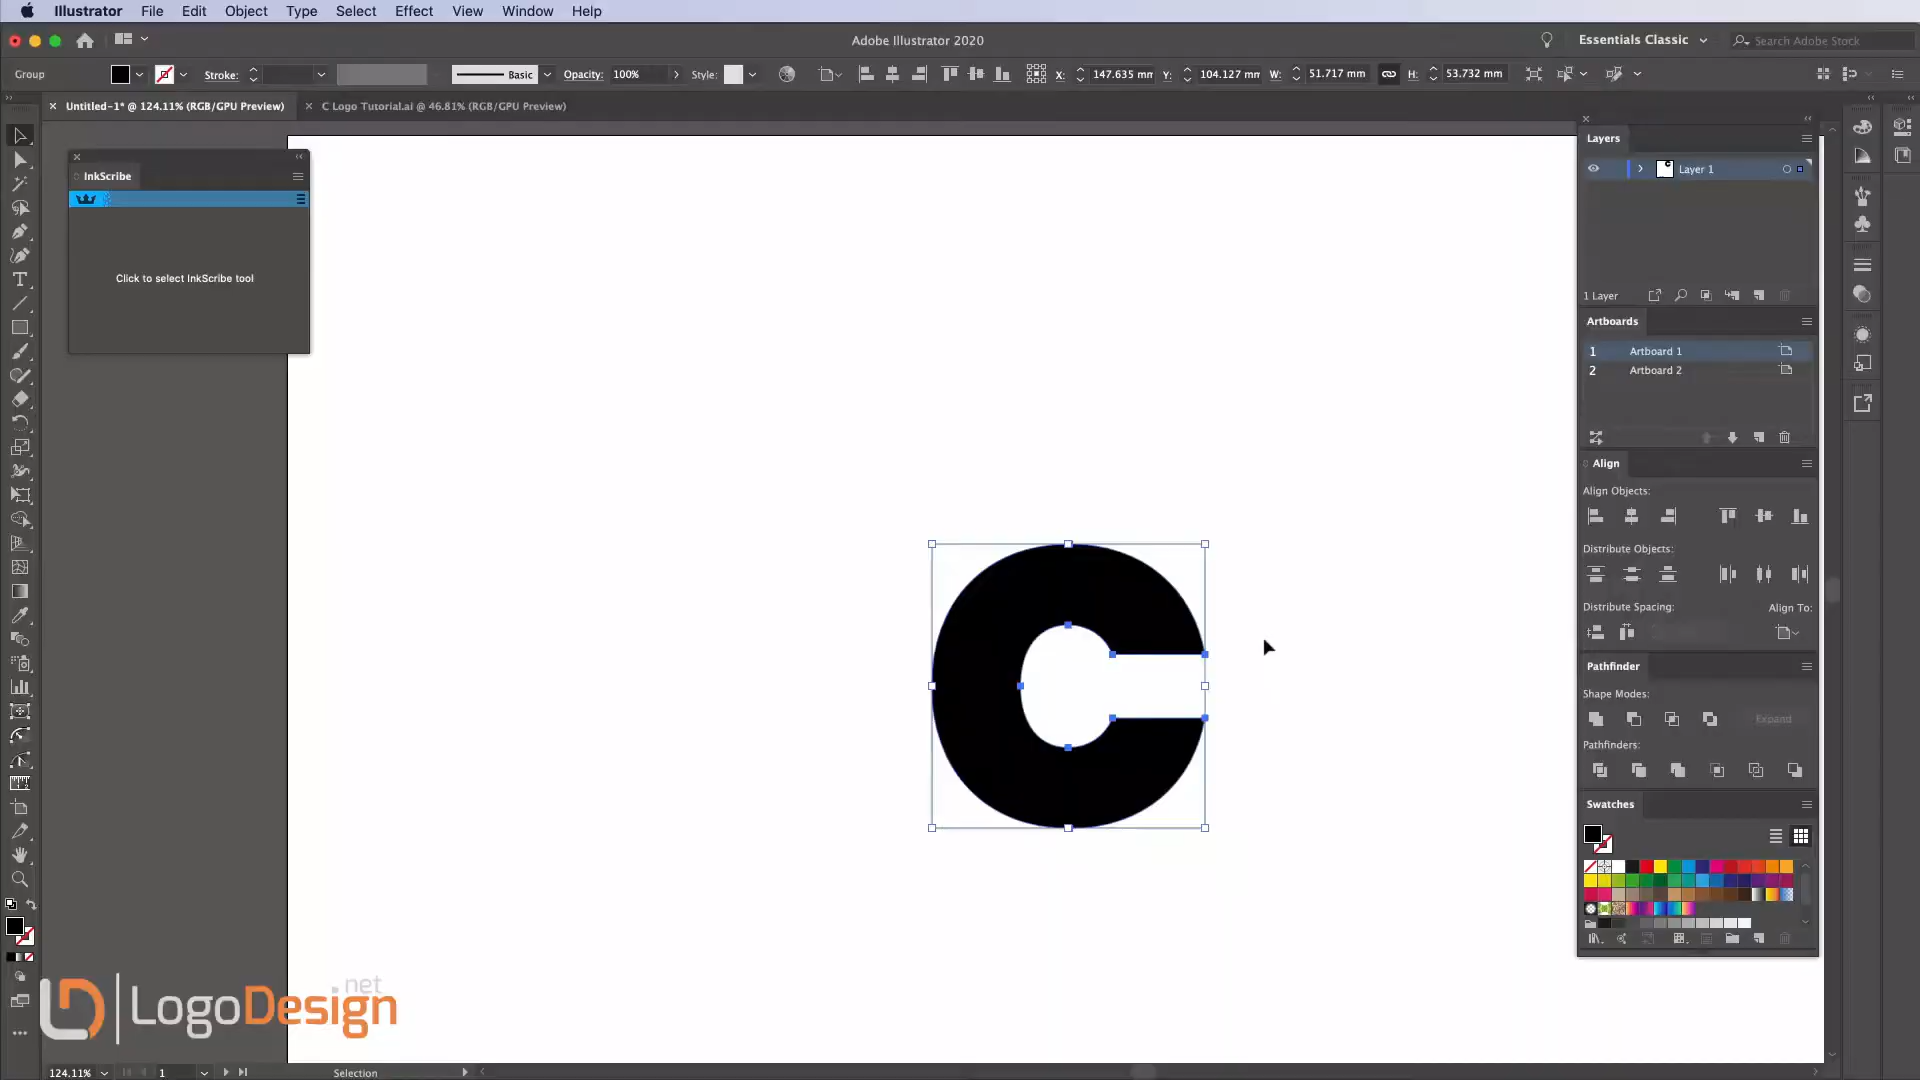 Illustrator File Edit Object Type Select Effect View Window Help
Adobe Illustrator 2020
Essentials Classic
Search Adobe Stock
Group
Stroke:
Basic
Opacity: 100%
Style:
X: 147.635 mm
Y: 104.127 mm
W: 51.717 mm
H: 53.732 mm
Untitled-1* @ 124.11% (RGB/GPU Preview)
C Logo Tutorial.ai @ 46.81% (RGB/GPU Preview)
InkScribe
Click to select InkScribe tool
Layers
Layer 1
1 Layer
Artboards
1 Artboard 1
2 Artboard 2
Align
Align Objects:
Distribute Objects:
Distribute Spacing:
Align To:
Pathfinder
Shape Modes:
Expand
Pathfinders:
Swatches
C
LogoDesign.net
124.11%
1
Selection